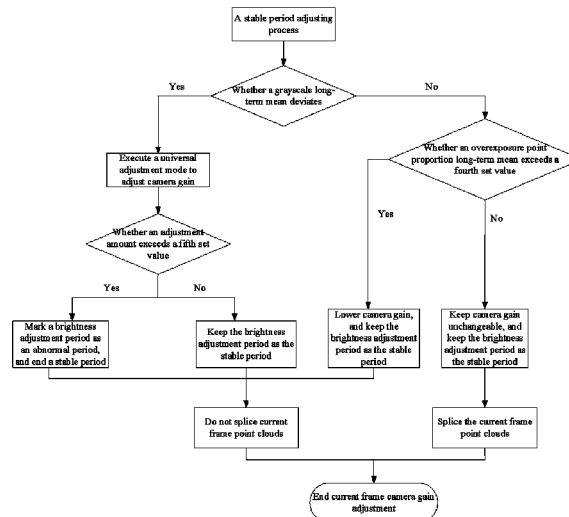 A stable period adjusting
process
Whether a grayscale long-
term mean deviates
Yes
No
Execute a universal
adjustment mode to
adjust camera gain
Whether an overexposure point
proportion long-term mean exceeds a
fourth set value
Whether an adjustment
amount exceeds a fifth set
value
Yes
No
Yes
No
Mark a brightness
adjustment period as
an abnormal period,
and end a stable period
Keep the brightness
adjustment period as the
stable period
Lower camera gain,
and keep the
brightness adjustment
period as the stable
period
Keep camera gain
unchangeable, and
keep the brightness
adjustment period as
the stable period
Do not splice current
frame point clouds
Splice the current frame
point clouds
End current frame camera gain
adjustment